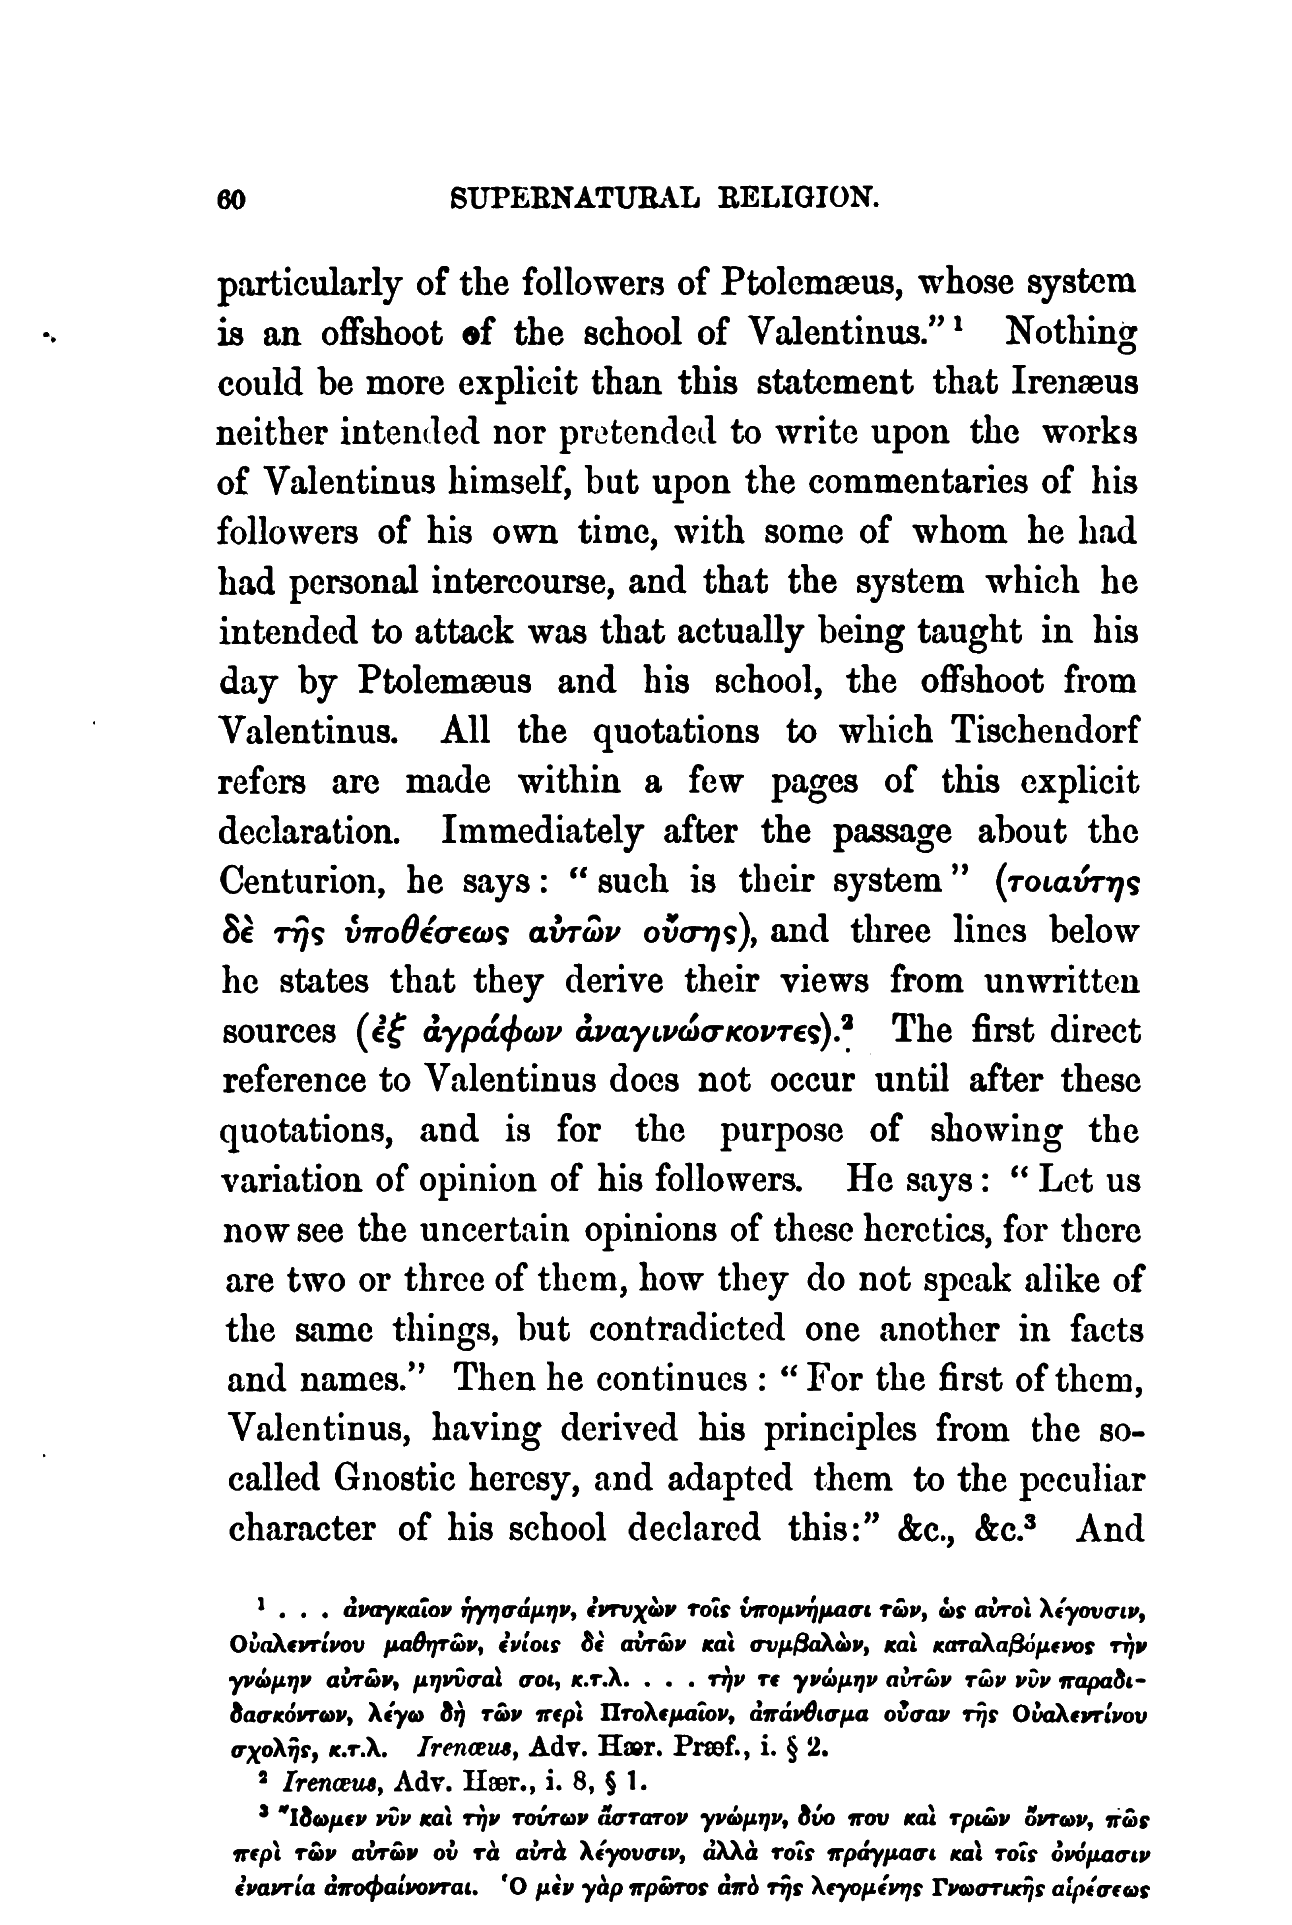 60 SUPERNATURAL RELIGION.
particularly of the followers of Ptolemæus, whose system
is an offshoot of the school of Valentinus.” ¹ Nothing
could be more explicit than this statement that Irenæus
neither intended nor pretended to write upon the works
of Valentinus himself, but upon the commentaries of his
followers of his own time, with some of whom he had
had personal intercourse, and that the system which he
intended to attack was that actually being taught in his
day by Ptolemæus and his school, the offshoot from
Valentinus. All the quotations to which Tischendorf
refers are made within a few pages of this explicit
declaration. Immediately after the passage about the
Centurion, he says: “such is their system” (τοιαύτης
δὲ τῆς ὑποθέσεως αὐτῶν οὔσης), and three lines below
he states that they derive their views from unwritten
sources (ἐξ ἀγράφων ἀναγινώσκοντες).² The first direct
reference to Valentinus does not occur until after these
quotations, and is for the purpose of showing the
variation of opinion of his followers. He says: “Let us
now see the uncertain opinions of these heretics, for there
are two or three of them, how they do not speak alike of
the same things, but contradicted one another in facts
and names.” Then he continues: “For the first of them,
Valentinus, having derived his principles from the so-
called Gnostic heresy, and adapted them to the peculiar
character of his school declared this:” &c., &c.³ And
¹ . . . ἀναγκαῖον ἡγησάμην, ἐντυχὼν τοῖς ὑπομνήμασι τῶν, ὡς αὐτοὶ λέγουσιν,
Οὐαλεντίνου μαθητῶν, ἐνίοις δὲ αὐτῶν καὶ συμβαλὼν, καὶ καταλαβόμενος τὴν
γνώμην αὐτῶν, μηνῦσαί σοι, κ.τ.λ. . . . τήν τε γνώμην αὐτῶν τῶν νῦν παραδι-
δασκόντων, λέγω δὴ τῶν περὶ Πτολεμαῖον, ἀπάνθισμα οὖσαν τῆς Οὐαλεντίνου
σχολῆς, κ.τ.λ. Irenæus, Adv. Hær. Præf., i. § 2.
² Irenæus, Adv. Hær., i. 8, § 1.
³ Ἴδωμεν νῦν καὶ τὴν τούτων ἄστατον γνώμην, δύο που καὶ τριῶν ὄντων, πῶς
περὶ τῶν αὐτῶν οὐ τὰ αὐτὰ λέγουσιν, ἀλλὰ τοῖς πράγμασι καὶ τοῖς ὀνόμασιν
ἐναντία ἀποφαίνονται. Ὁ μὲν γὰρ πρῶτος ἀπὸ τῆς λεγομένης Γνωστικῆς αἱρέσεως